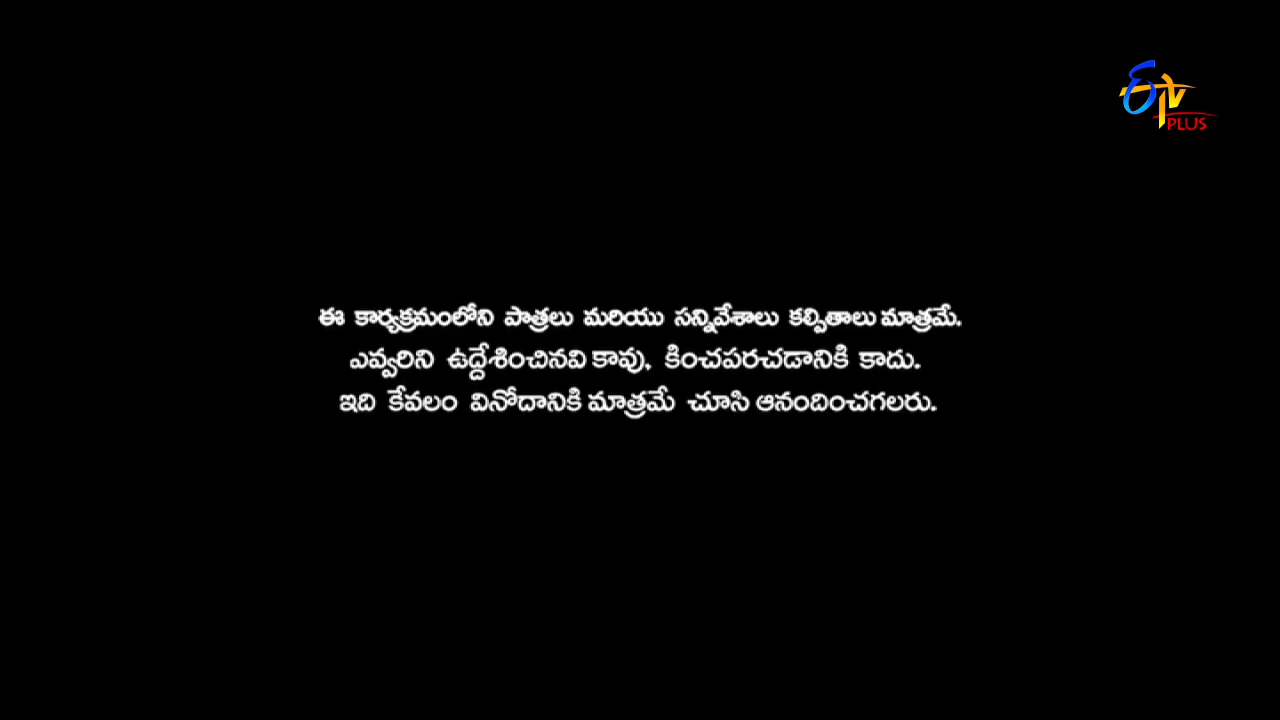 ETV
PLUS
ఈ కార్యక్రమంలోని పాత్రలు మరియు సన్నివేశాలు కల్పితాలు మాత్రమే.
ఎవ్వరిని ఉద్దేశించినవి కావు. కించపరచడానికి కాదు.
ఇది కేవలం వినోదానికి మాత్రమే చూసి ఆనందించగలరు.